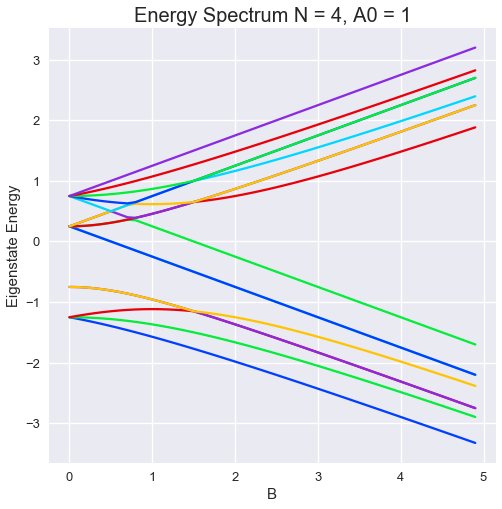 Energy Spectrum N = 4, A0 = 1
Eigenstate Energy
3
2
1
0
−1
−2
−3
0 1 2 3 4 5
B